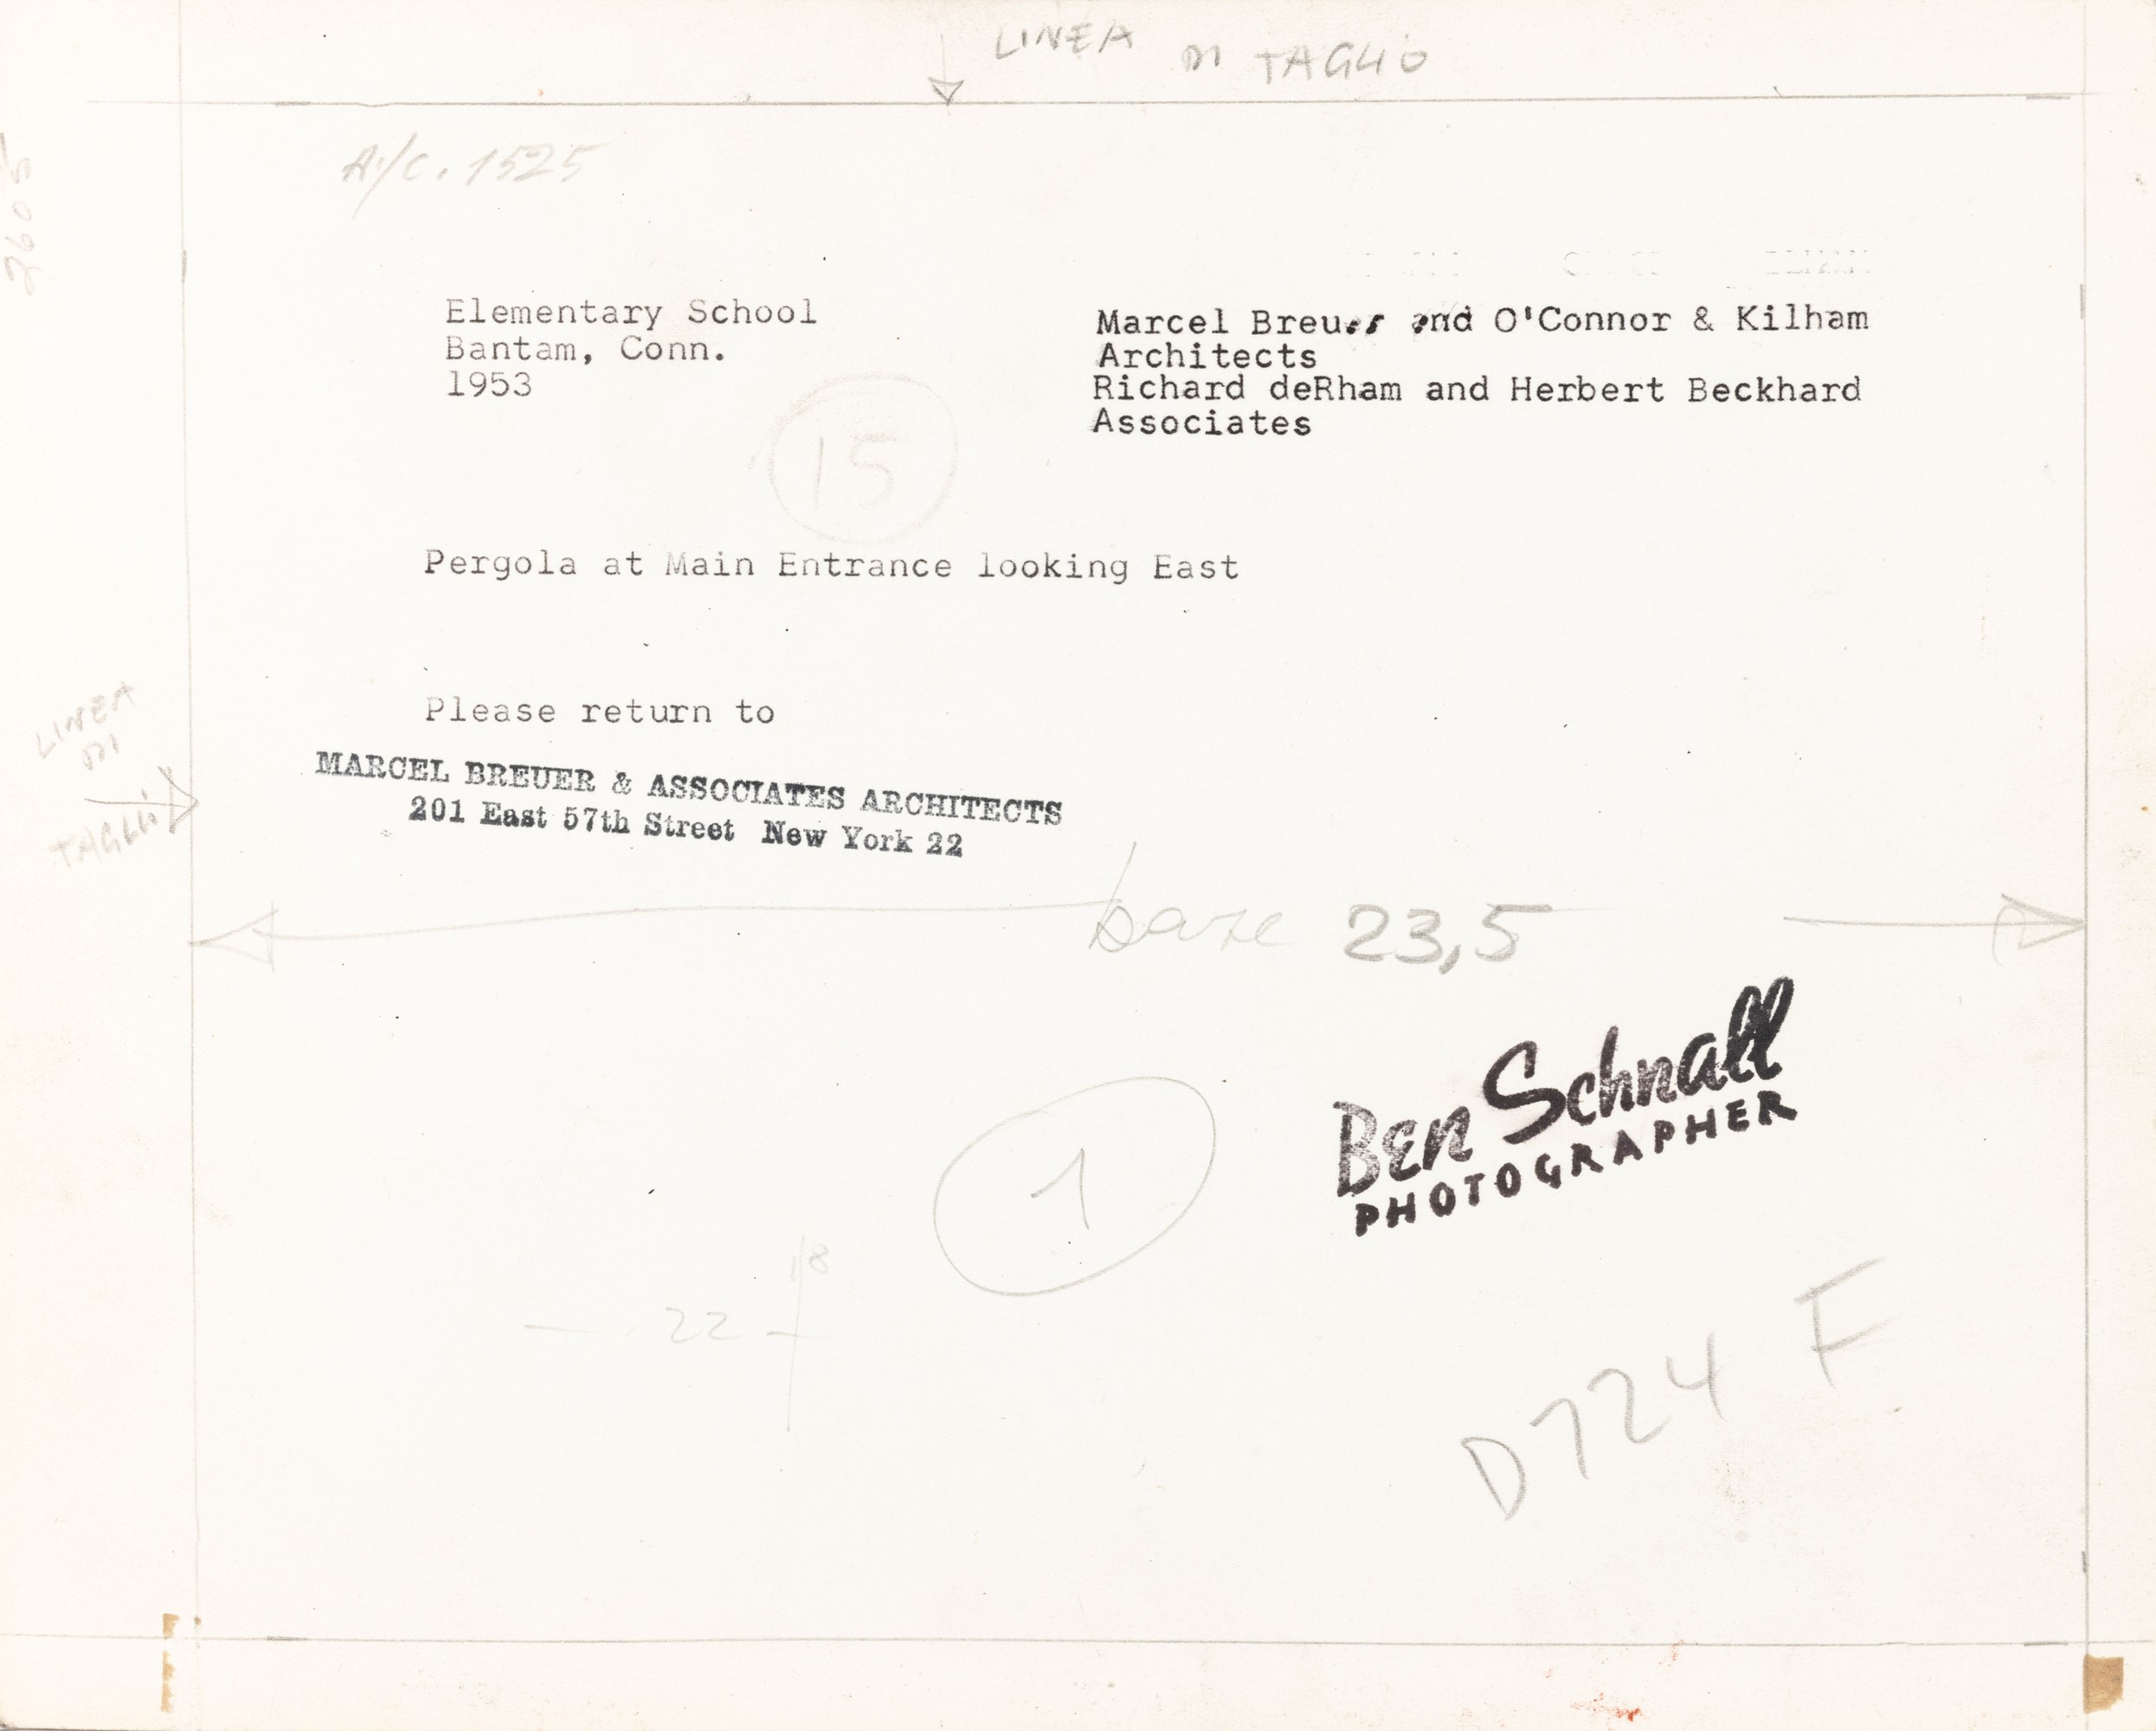 LINEA DI TAGLIO
A/C. 1525
2605
Elementary School
Bantam, Conn.
1953
Marcel Breuer and O'Connor & Kilham
Architects
Richard deRham and Herbert Beckhard
Associates
15
Pergola at Main Entrance looking East
Please return to
LINEA
DI
TAGLIO
MARCEL BREUER & ASSOCIATES ARCHITECTS
201 East 57th Street New York 22
base 23,5
Ben Schnall
PHOTOGRAPHER
1
18
22
D724 F